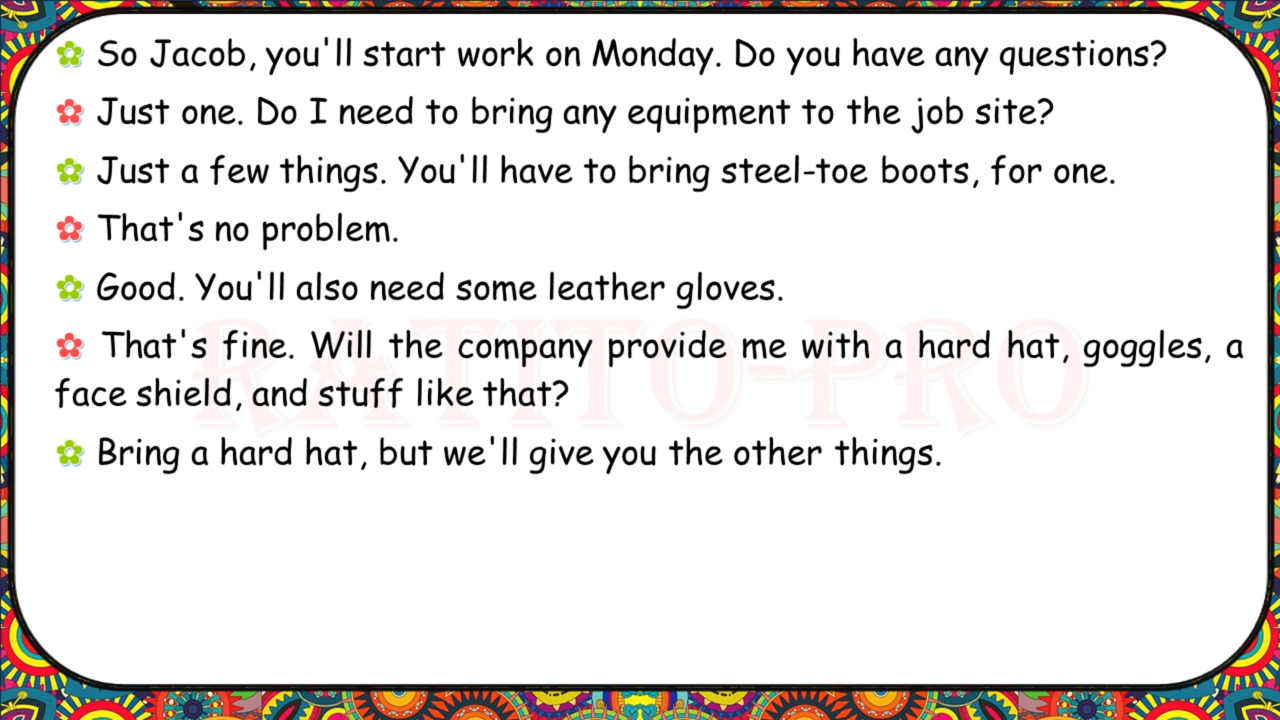 So Jacob, you'll start work on Monday. Do you have any questions?
Just one. Do I need to bring any equipment to the job site?
Just a few things. You'll have to bring steel-toe boots, for one.
That's no problem.
Good. You'll also need some leather gloves.
That's fine. Will the company provide me with a hard hat, goggles, a
face shield, and stuff like that?
RATITO-PRO
Bring a hard hat, but we'll give you the other things.